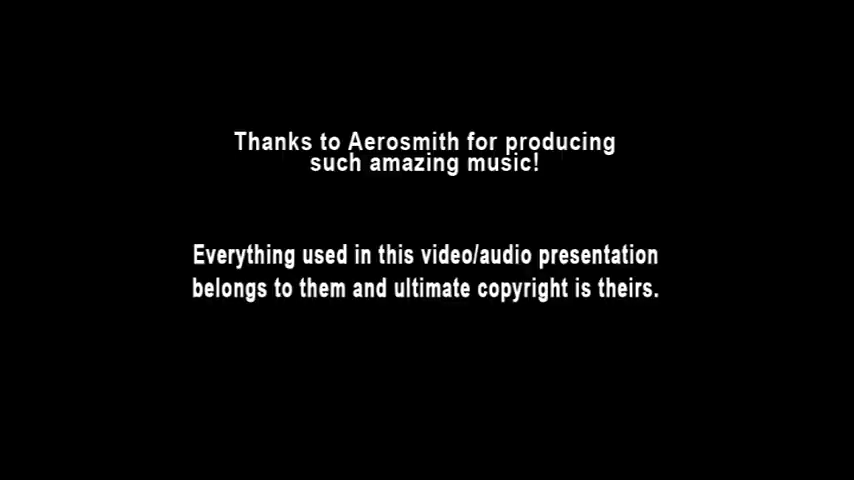 Thanks to Aerosmith for producing
such amazing music!
Everything used in this video/audio presentation
belongs to them and ultimate copyright is theirs.